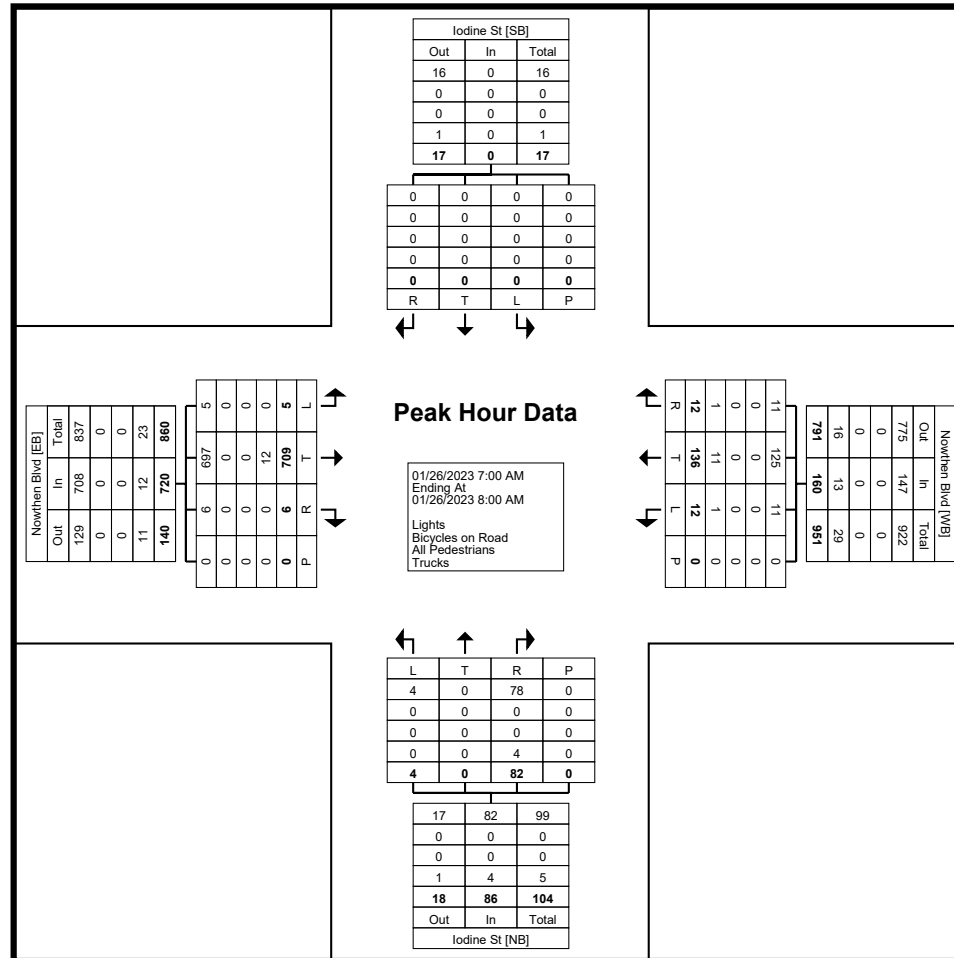 Iodine St [SB]
Out In Total
16 0 16
0 0 0
0 0 0
1 0 1
17 0 17
0 0 0 0
0 0 0 0
0 0 0 0
0 0 0 0
0 0 0 0
R T L P
Nowthen Blvd [EB]
Total In Out
837 708 129
0 0 0
0 0 0
23 12 11
860 720 140
5 697 6 0
0 0 0 0
0 0 0 0
0 12 0 0
5 709 6 0
L T R P
Peak Hour Data
01/26/2023 7:00 AM
Ending At
01/26/2023 8:00 AM
Lights
Bicycles on Road
All Pedestrians
Trucks
R T L P
12 136 12 0
1 11 1 0
0 0 0 0
0 0 0 0
11 125 11 0
Nowthen Blvd [WB]
Out In Total
775 147 922
0 0 0
0 0 0
16 13 29
791 160 951
L T R P
4 0 78 0
0 0 0 0
0 0 0 0
0 0 4 0
4 0 82 0
17 82 99
0 0 0
0 0 0
1 4 5
18 86 104
Out In Total
Iodine St [NB]